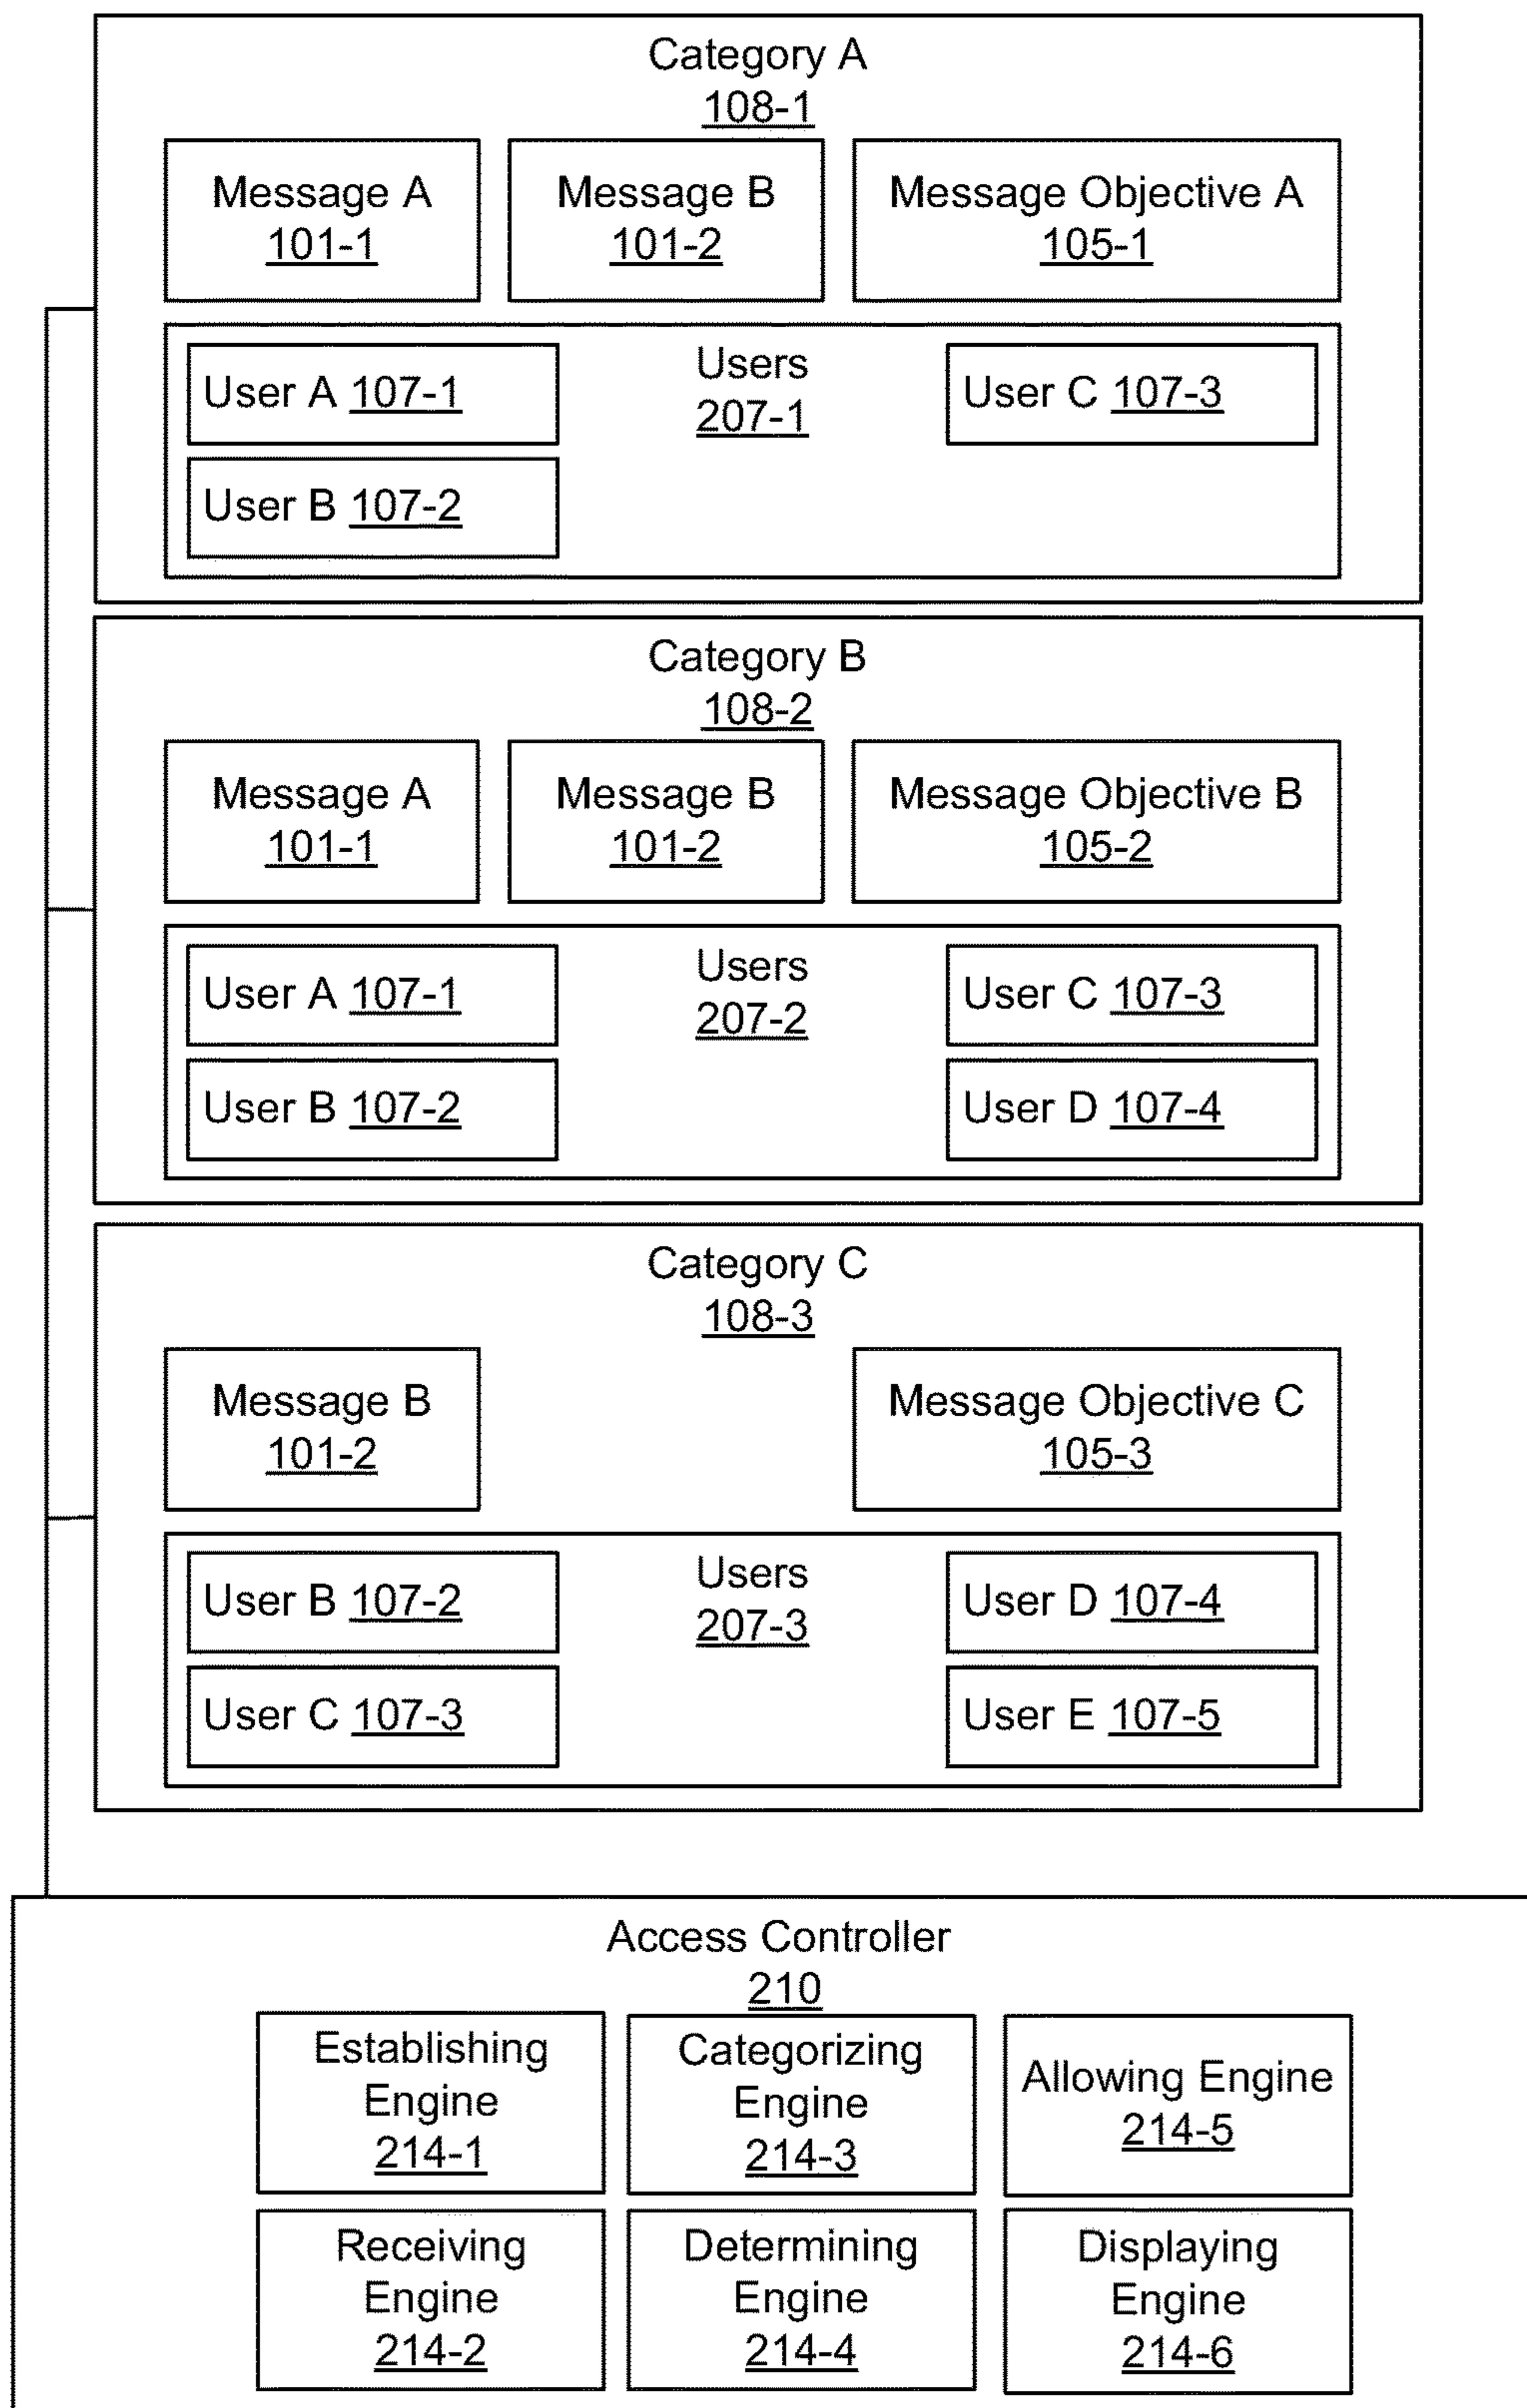 Category A
108-1
Message A
101-1
Message B
101-2
Message Objective A
105-1
User A 107-1
Users
207-1
User C 107-3
User B 107-2
Category B
108-2
Message A
101-1
Message B
101-2
Message Objective B
105-2
User A 107-1
Users
207-2
User C 107-3
User B 107-2
User D 107-4
Category C
108-3
Message B
101-2
Message Objective C
105-3
User B 107-2
Users
207-3
User D 107-4
User C 107-3
User E 107-5
Access Controller
210
Establishing
Engine
214-1
Categorizing
Engine
214-3
Allowing Engine
214-5
Receiving
Engine
214-2
Determining
Engine
214-4
Displaying
Engine
214-6